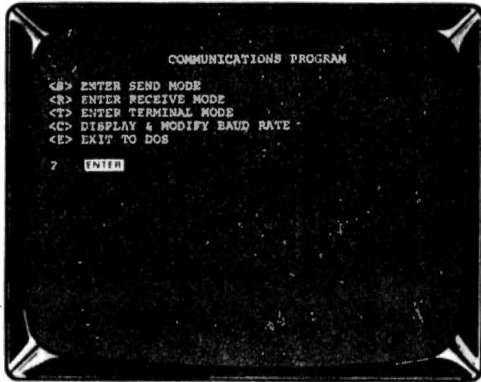 COMMUNICATIONS PROGRAM
<S> ENTER SEND MODE
<R> ENTER RECEIVE MODE
<T> ENTER TERMINAL MODE
<C> DISPLAY & MODIFY BAUD RATE
<E> EXIT TO DOS
? ENTER